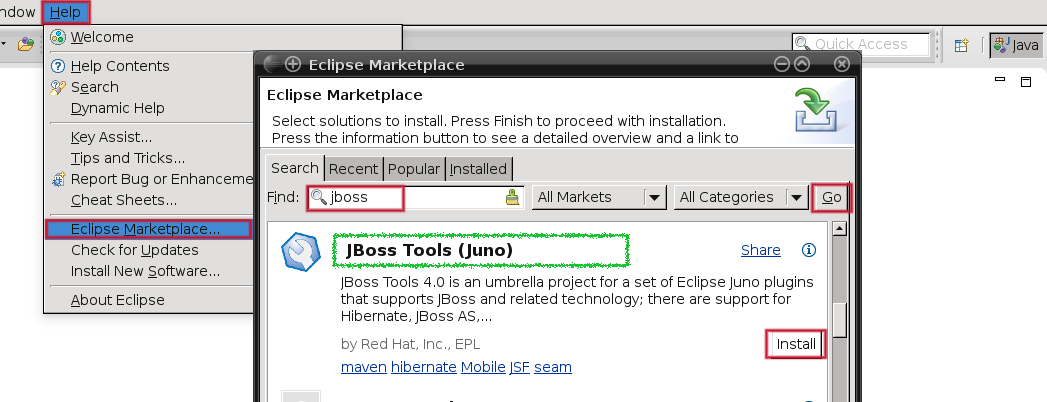 ndow Help
Welcome
Help Contents
Search
Dynamic Help
Key Assist...
Tips and Tricks...
Report Bug or Enhanceme
Cheat Sheets...
Eclipse Marketplace...
Check for Updates
Install New Software...
About Eclipse
Quick Access
Java
Eclipse Marketplace
Eclipse Marketplace
Select solutions to install. Press Finish to proceed with installation.
Press the information button to see a detailed overview and a link to
Search Recent Popular Installed
Find: jboss All Markets All Categories Go
JBoss Tools (Juno) Share
JBoss Tools 4.0 is an umbrella project for a set of Eclipse Juno plugins
that supports JBoss and related technology; there are support for
Hibernate, JBoss AS,...
by Red Hat, Inc., EPL Install
maven hibernate Mobile JSF seam